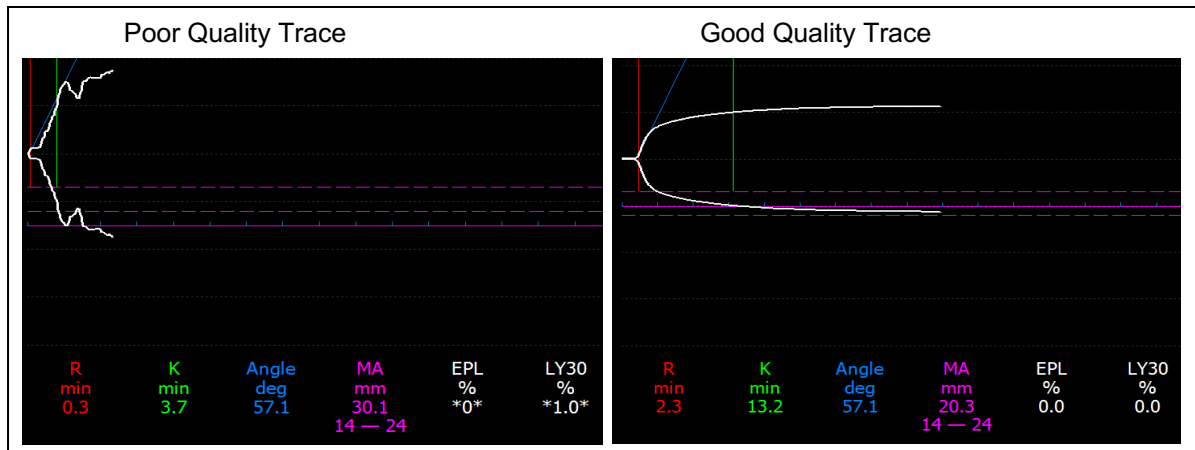 Poor Quality Trace
Good Quality Trace
R K Angle MA EPL LY30
min min deg mm % %
0.3 3.7 57.1 30.1 *0* *1.0*
14 — 24
R K Angle MA EPL LY30
min min deg mm % %
2.3 13.2 57.1 20.3 0.0 0.0
14 — 24